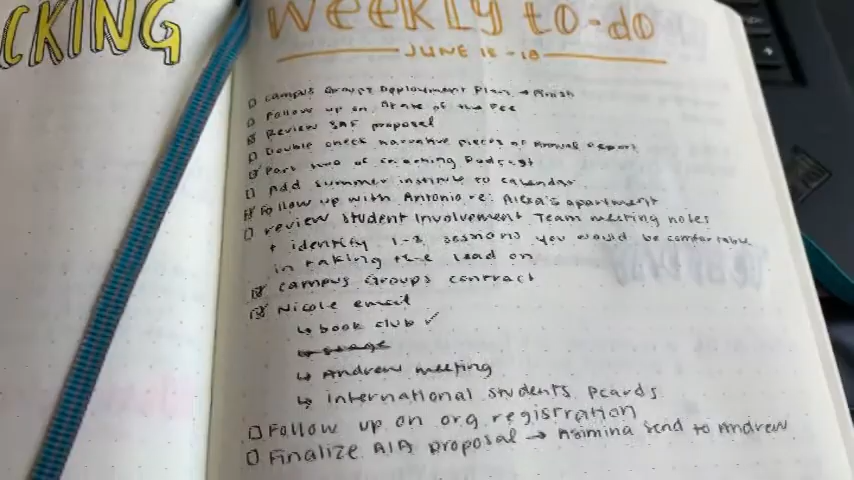 CKING
Weekly to-do
JUNE 18
campus Groups Deployment Plan → Finish
Follow up on State of the Fee
Review SAF proposal
Double check narrative pieces of Annual Report
Part two of coaching Podcast
Add summer institute to calendar
Follow up with Antonio re: Alexa's apartment
review Student Involvement Team meeting notes
+ identify 1-2 sessions you would be comfortable
in taking the lead on
campus Groups contract
Nicole email
↳ book club ✓
↳ Andrew meeting
↳ international students pcards
Follow up on org registration
Finalize AIA proposal → Asimina send to Andrew